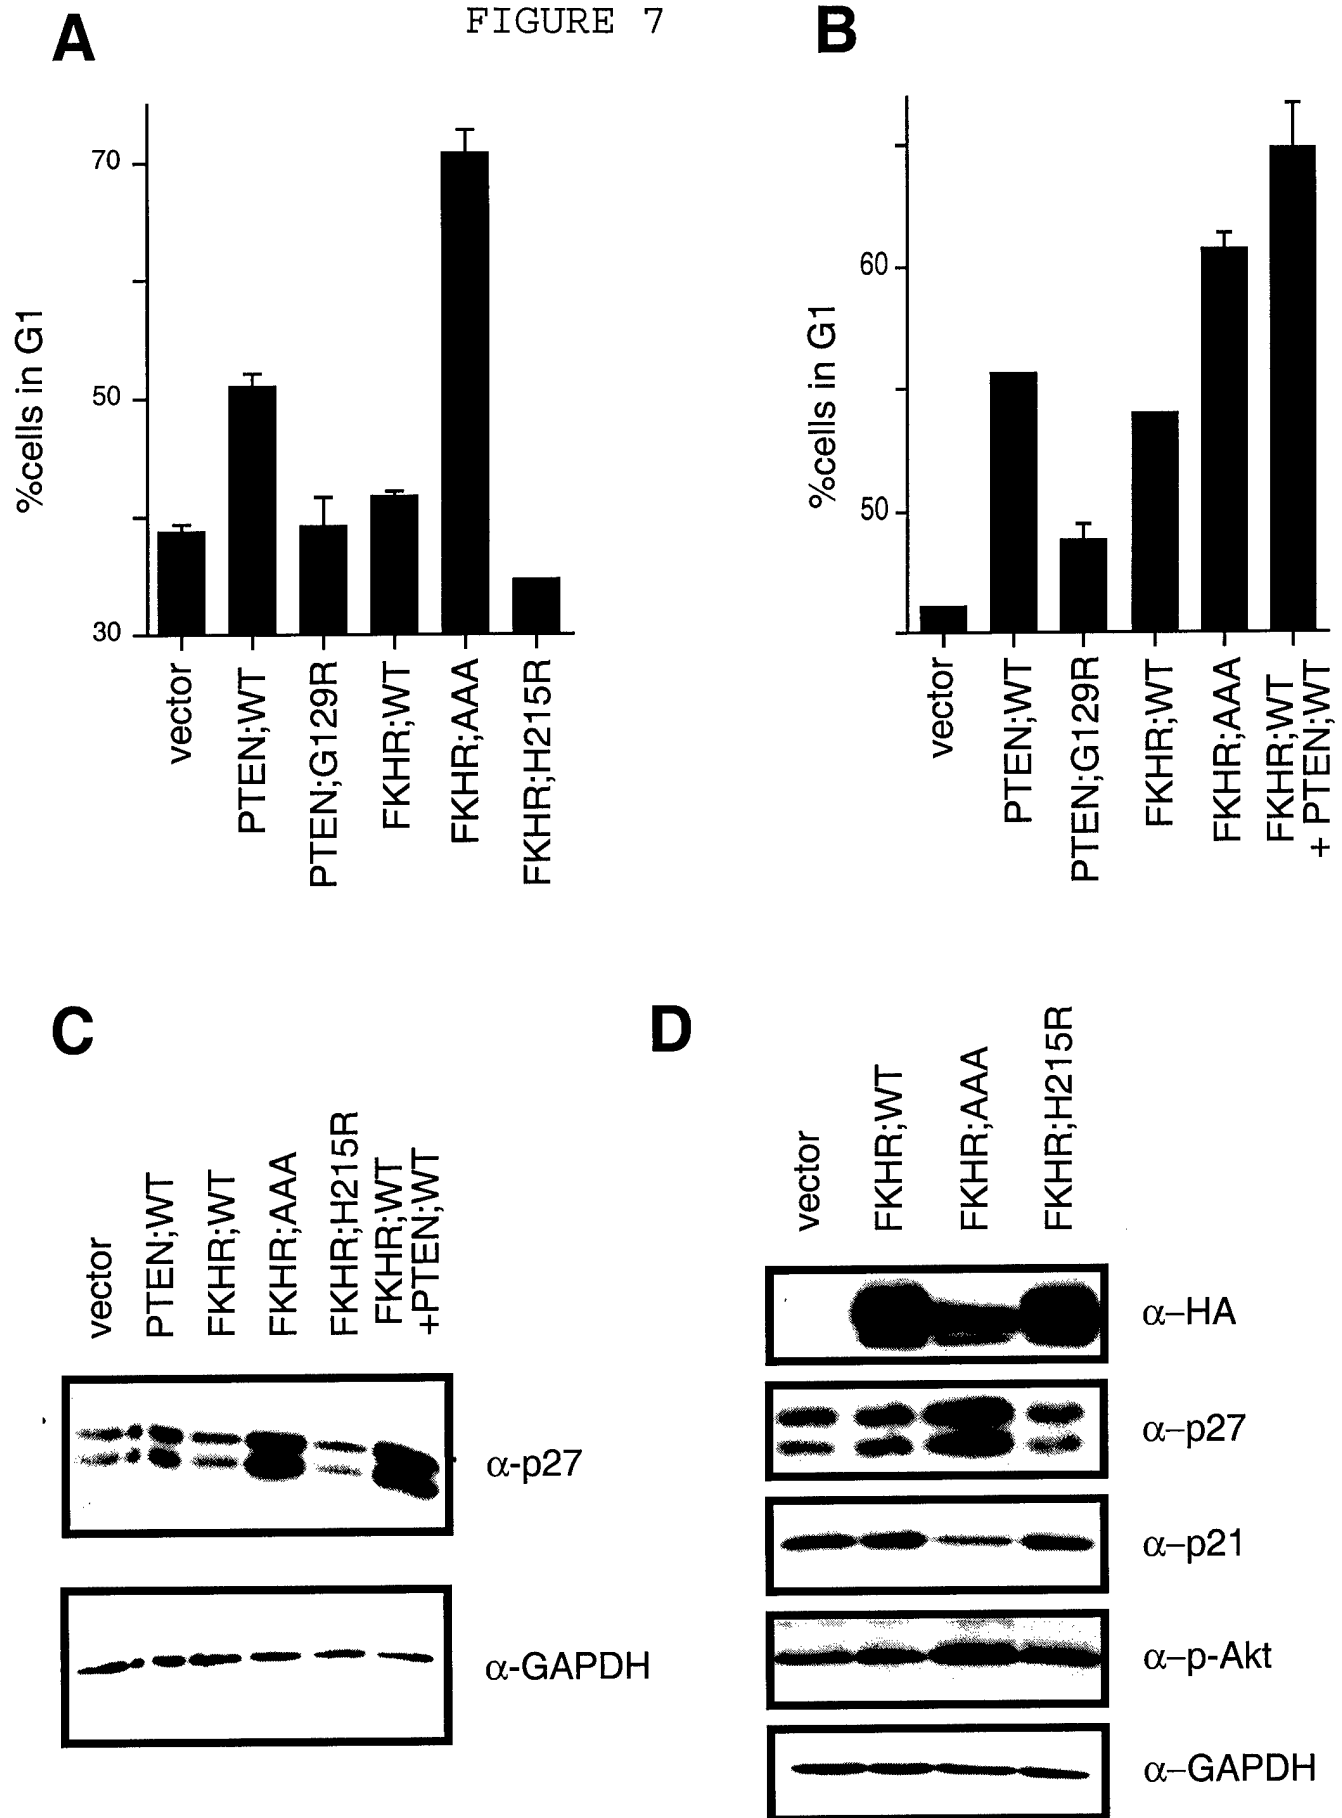 FIGURE 7
A
%cells in G1
70
50
30
vector
PTEN;WT
PTEN;G129R
FKHR;WT
FKHR;AAA
FKHR;H215R
B
%cells in G1
60
50
vector
PTEN;WT
PTEN;G129R
FKHR;WT
FKHR;AAA
FKHR;WT
+ PTEN;WT
C
vector
PTEN;WT
FKHR;WT
FKHR;AAA
FKHR;H215R
FKHR;WT
+PTEN;WT
α-p27
α-GAPDH
D
vector
FKHR;WT
FKHR;AAA
FKHR;H215R
α–HA
α–p27
α–p21
α–p-Akt
α–GAPDH